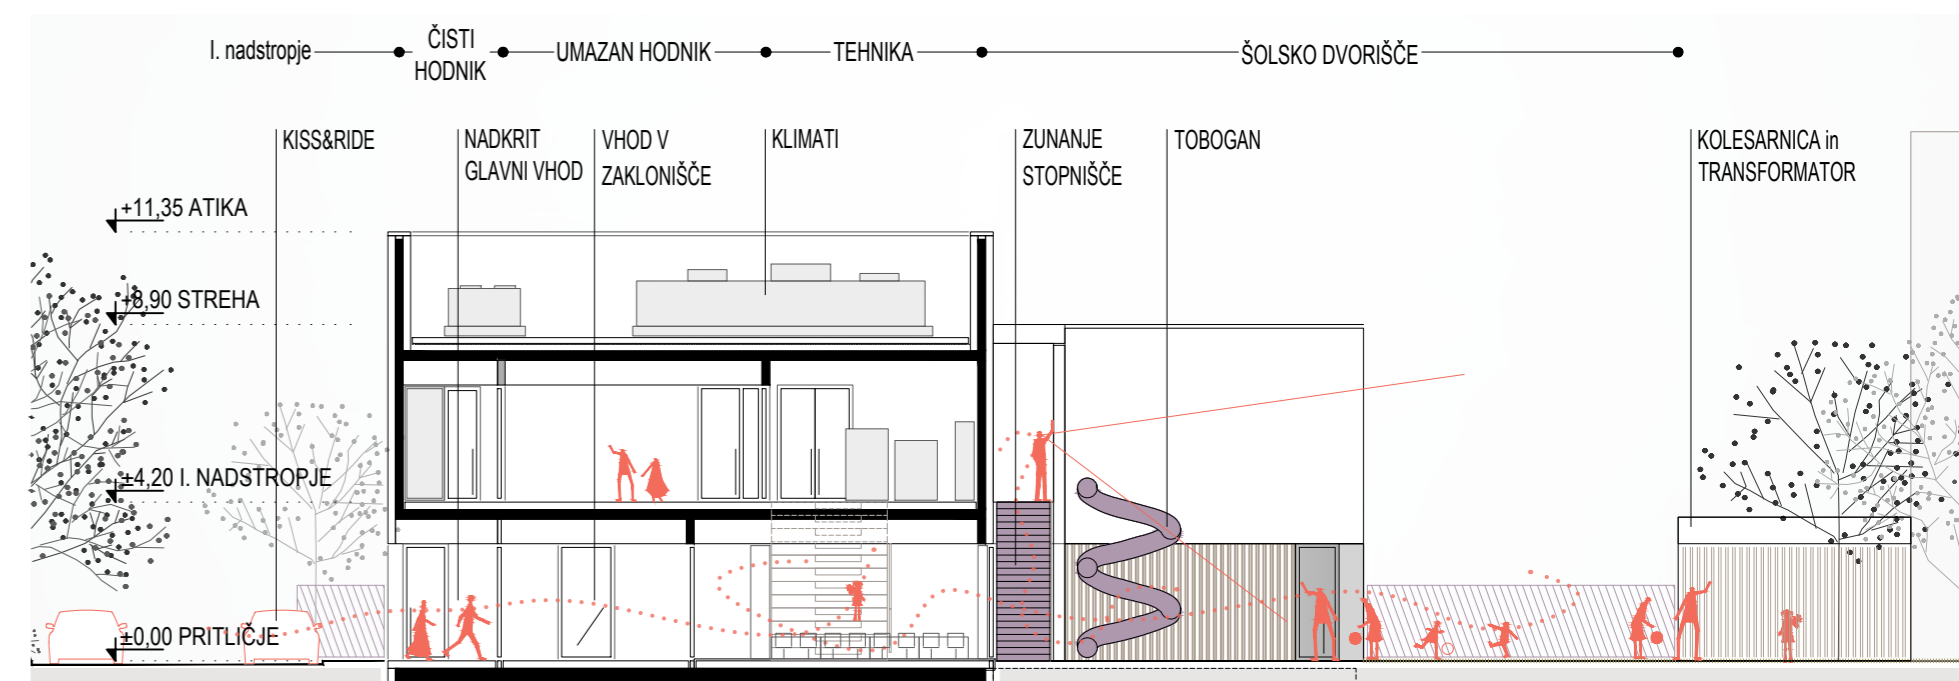 I. nadstropje
ČISTI
HODNIK
UMAZAN HODNIK
TEHNIKA
ŠOLSKO DVORIŠČE
KISS&RIDE
NADKRIT
GLAVNI VHOD
VHOD V
ZAKLONIŠČE
KLIMATI
ZUNANJE
STOPNIŠČE
TOBOGAN
KOLESARNICA in
TRANSFORMATOR
+11,35 ATIKA
+8,90 STREHA
±4,20 I. NADSTROPJE
±0,00 PRITLIČJE